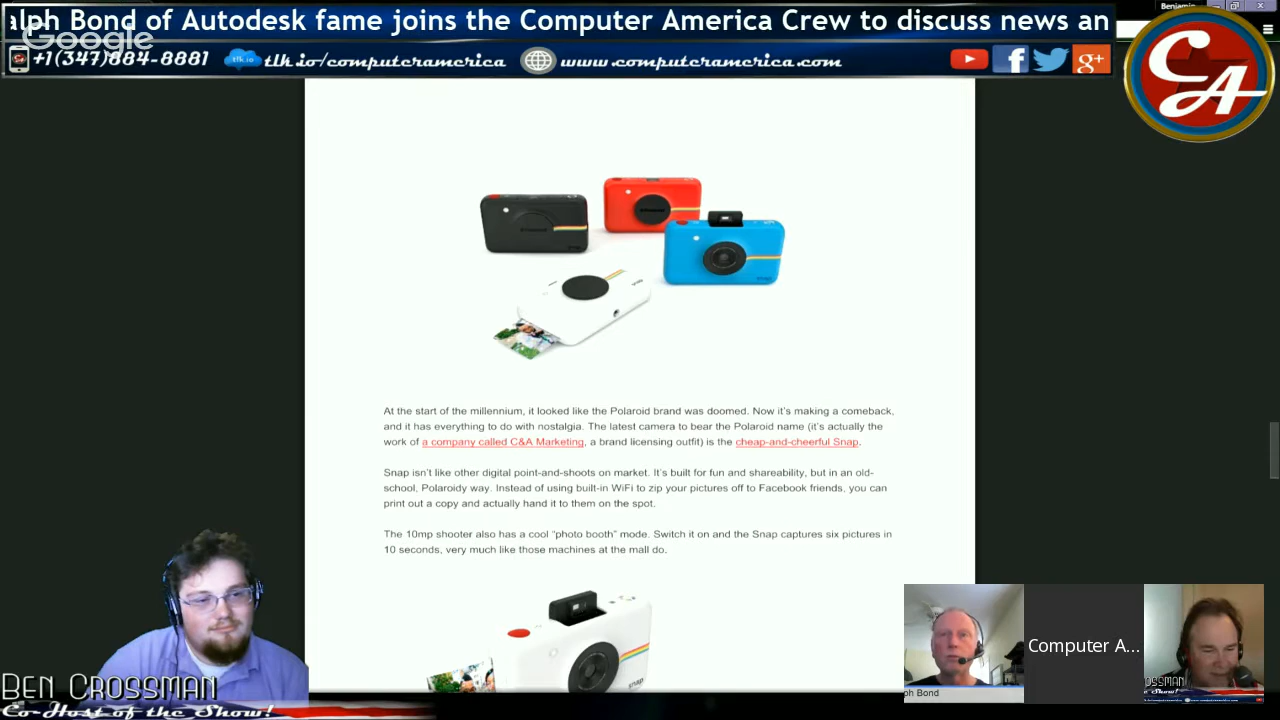 alph Bond of Autodesk fame joins the Computer America Crew to discuss news an
Benjamin
Google
+1(347)884-8881
tlk.io/computeramerica
www.computeramerica.com
CA
At the start of the millennium, it looked like the Polaroid brand was doomed. Now it's making a comeback,
and it has everything to do with nostalgia. The latest camera to bear the Polaroid name (it's actually the
work of a company called C&A Marketing, a brand licensing outfit) is the cheap-and-cheerful Snap.
Snap isn't like other digital point-and-shoots on market. It's built for fun and shareability, but in an old-
school, Polaroidy way. Instead of using built-in WiFi to zip your pictures off to Facebook friends, you can
print out a copy and actually hand it to them on the spot.
The 10mp shooter also has a cool "photo booth" mode. Switch it on and the Snap captures six pictures in
10 seconds, very much like those machines at the mall do.
snap
Ben Crossman
Co-Host of the Show!
ph Bond
Computer A...